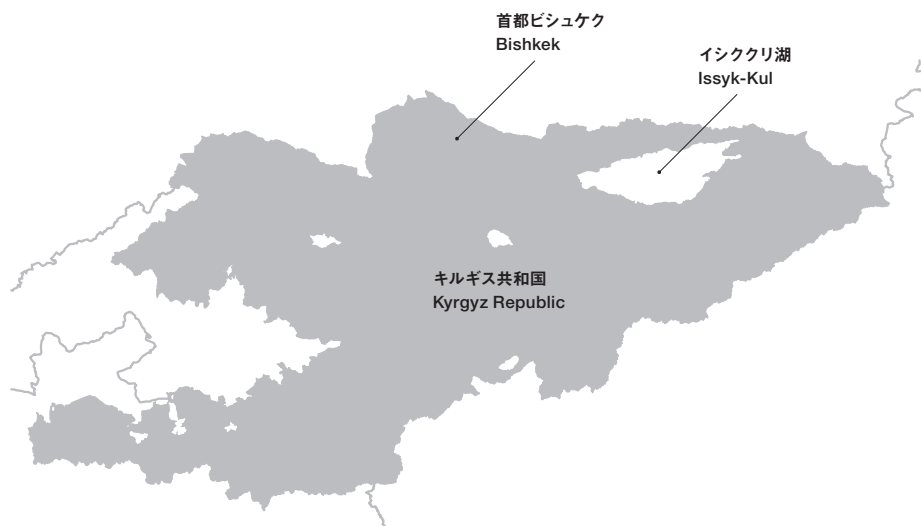 首都ビシュケク
Bishkek
イシククリ湖
Issyk-Kul
キルギス共和国
Kyrgyz Republic